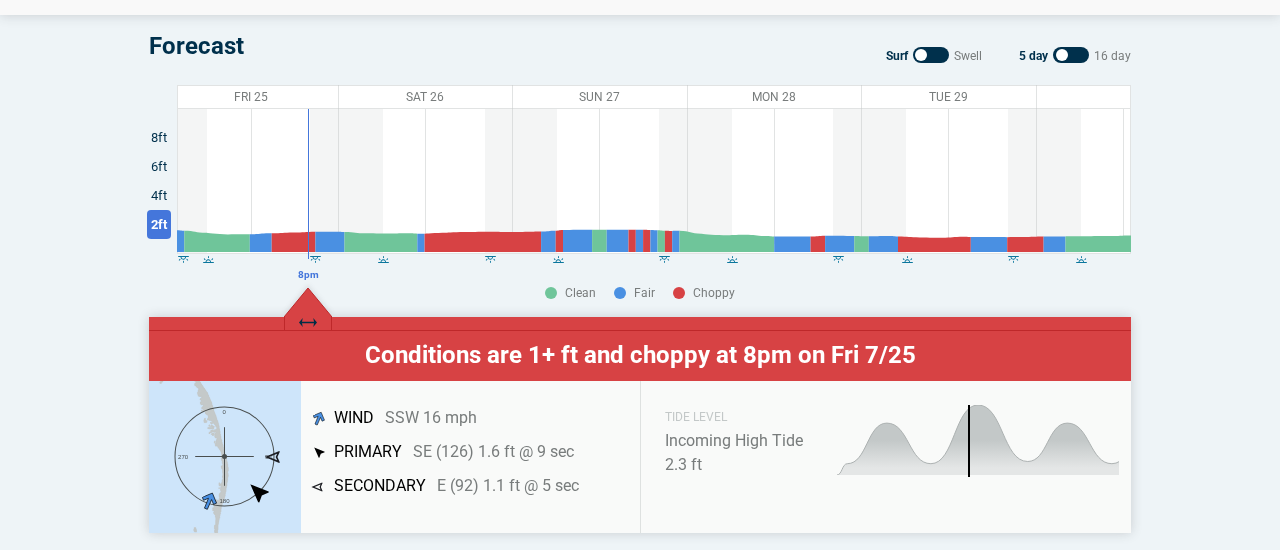 Forecast
Surf Swell 5 day 16 day
FRI 25 SAT 26 SUN 27 MON 28 TUE 29
8ft
6ft
4ft
2ft
8pm
Clean Fair Choppy
Conditions are 1+ ft and choppy at 8pm on Fri 7/25
0
270
180
WIND SSW 16 mph
PRIMARY SE (126) 1.6 ft @ 9 sec
SECONDARY E (92) 1.1 ft @ 5 sec
TIDE LEVEL
Incoming High Tide
2.3 ft